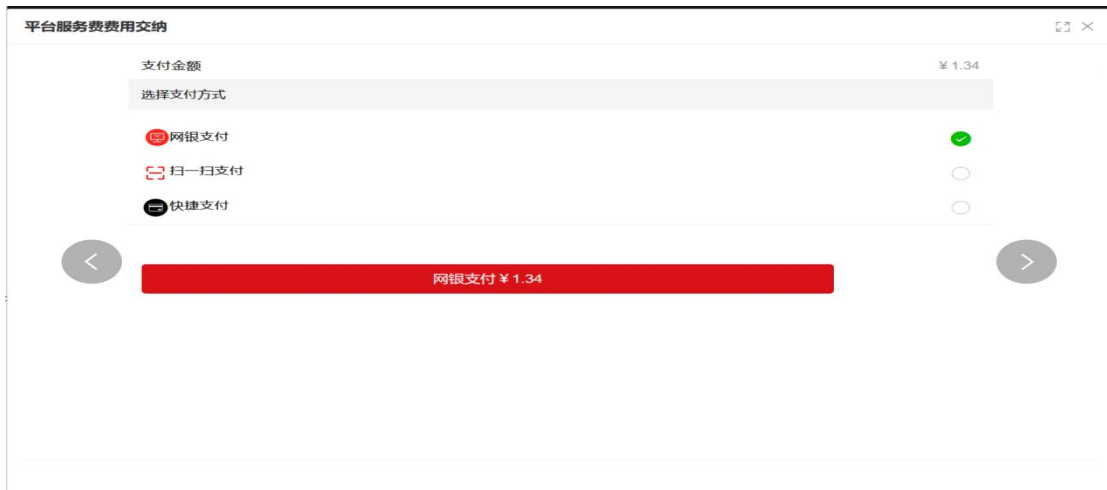 平台服务费费用交纳
支付金额 ¥ 1.34
选择支付方式
网银支付
扫一扫支付
快捷支付
网银支付 ¥ 1.34